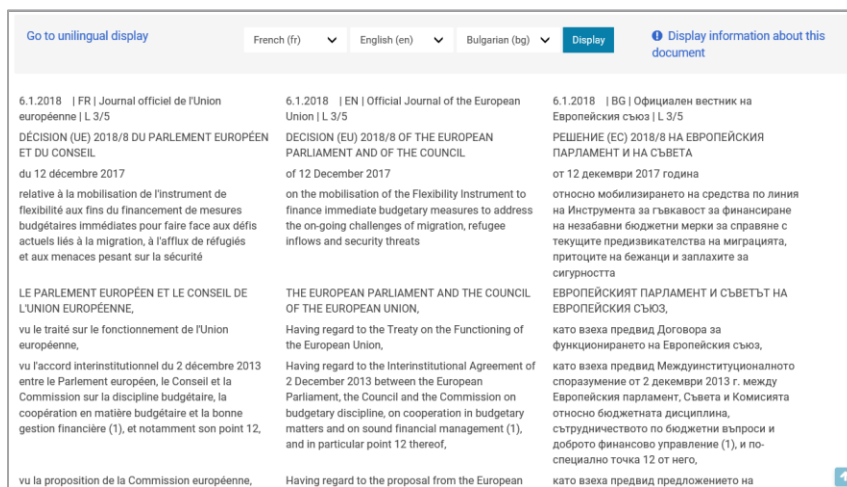 Go to unilingual display
French (fr)
English (en)
Bulgarian (bg)
Display
Display information about this
document
6.1.2018 | FR | Journal officiel de l'Union
européenne | L 3/5
DÉCISION (UE) 2018/8 DU PARLEMENT EUROPÉEN
ET DU CONSEIL
du 12 décembre 2017
relative à la mobilisation de l'instrument de
flexibilité aux fins du financement de mesures
budgétaires immédiates pour faire face aux défis
actuels liés à la migration, à l'afflux de réfugiés
et aux menaces pesant sur la sécurité
LE PARLEMENT EUROPÉEN ET LE CONSEIL DE
L'UNION EUROPÉENNE,
vu le traité sur le fonctionnement de l'Union
européenne,
vu l'accord interinstitutionnel du 2 décembre 2013
entre le Parlement européen, le Conseil et la
Commission sur la discipline budgétaire, la
coopération en matière budgétaire et la bonne
gestion financière (1), et notamment son point 12,
vu la proposition de la Commission européenne,
6.1.2018 | EN | Official Journal of the European
Union | L 3/5
DECISION (EU) 2018/8 OF THE EUROPEAN
PARLIAMENT AND OF THE COUNCIL
of 12 December 2017
on the mobilisation of the Flexibility Instrument to
finance immediate budgetary measures to address
the on-going challenges of migration, refugee
inflows and security threats
THE EUROPEAN PARLIAMENT AND THE COUNCIL
OF THE EUROPEAN UNION,
Having regard to the Treaty on the Functioning of
the European Union,
Having regard to the Interinstitutional Agreement of
2 December 2013 between the European
Parliament, the Council and the Commission on
budgetary discipline, on cooperation in budgetary
matters and on sound financial management (1),
and in particular point 12 thereof,
Having regard to the proposal from the European
6.1.2018 | BG | Официален вестник на
Европейския съюз | L 3/5
РЕШЕНИЕ (ЕС) 2018/8 НА ЕВРОПЕЙСКИЯ
ПАРЛАМЕНТ И НА СЪВЕТА
от 12 декември 2017 година
относно мобилизирането на средства по линия
на Инструмента за гъвкавост за финансиране
на незабавни бюджетни мерки за справяне с
текущите предизвикателства на миграцията,
притоците на бежанци и заплахите за
сигурността
ЕВРОПЕЙСКИЯТ ПАРЛАМЕНТ И СЪВЕТЪТ НА
ЕВРОПЕЙСКИЯ СЪЮЗ,
като взеха предвид Договора за
функционирането на Европейския съюз,
като взеха предвид Междуинституционалното
споразумение от 2 декември 2013 г. между
Европейския парламент, Съвета и Комисията
относно бюджетната дисциплина,
сътрудничеството по бюджетни въпроси и
доброто финансово управление (1), и по-
специално точка 12 от него,
като взеха предвид предложението на